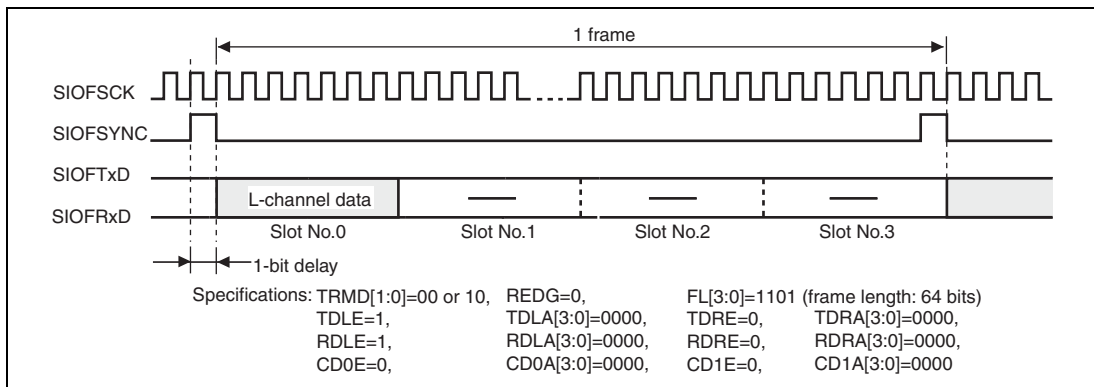 1 frame
SIOFSCK
SIOFSYNC
SIOFTxD
L-channel data
SIOFRxD
Slot No.0 Slot No.1 Slot No.2 Slot No.3
1-bit delay
Specifications: TRMD[1:0]=00 or 10, REDG=0, FL[3:0]=1101 (frame length: 64 bits)
TDLE=1, TDLA[3:0]=0000, TDRE=0, TDRA[3:0]=0000,
RDLE=1, RDLA[3:0]=0000, RDRE=0, RDRA[3:0]=0000,
CD0E=0, CD0A[3:0]=0000, CD1E=0, CD1A[3:0]=0000